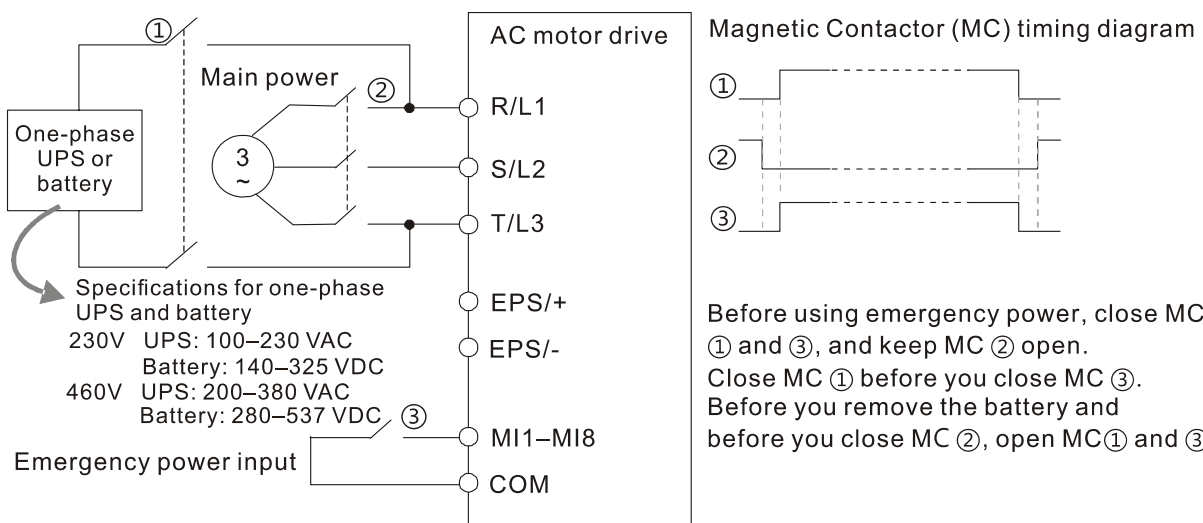 ①
Main power
②
One-phase
UPS or
battery
3
~
AC motor drive
R/L1
S/L2
T/L3
EPS/+
EPS/-
MI1–MI8
COM
Specifications for one-phase
UPS and battery
230V UPS: 100–230 VAC
Battery: 140–325 VDC
460V UPS: 200–380 VAC
Battery: 280–537 VDC
③
Emergency power input
Magnetic Contactor (MC) timing diagram
①
②
③
Before using emergency power, close MC
① and ③, and keep MC ② open.
Close MC ① before you close MC ③.
Before you remove the battery and
before you close MC ②, open MC① and ③